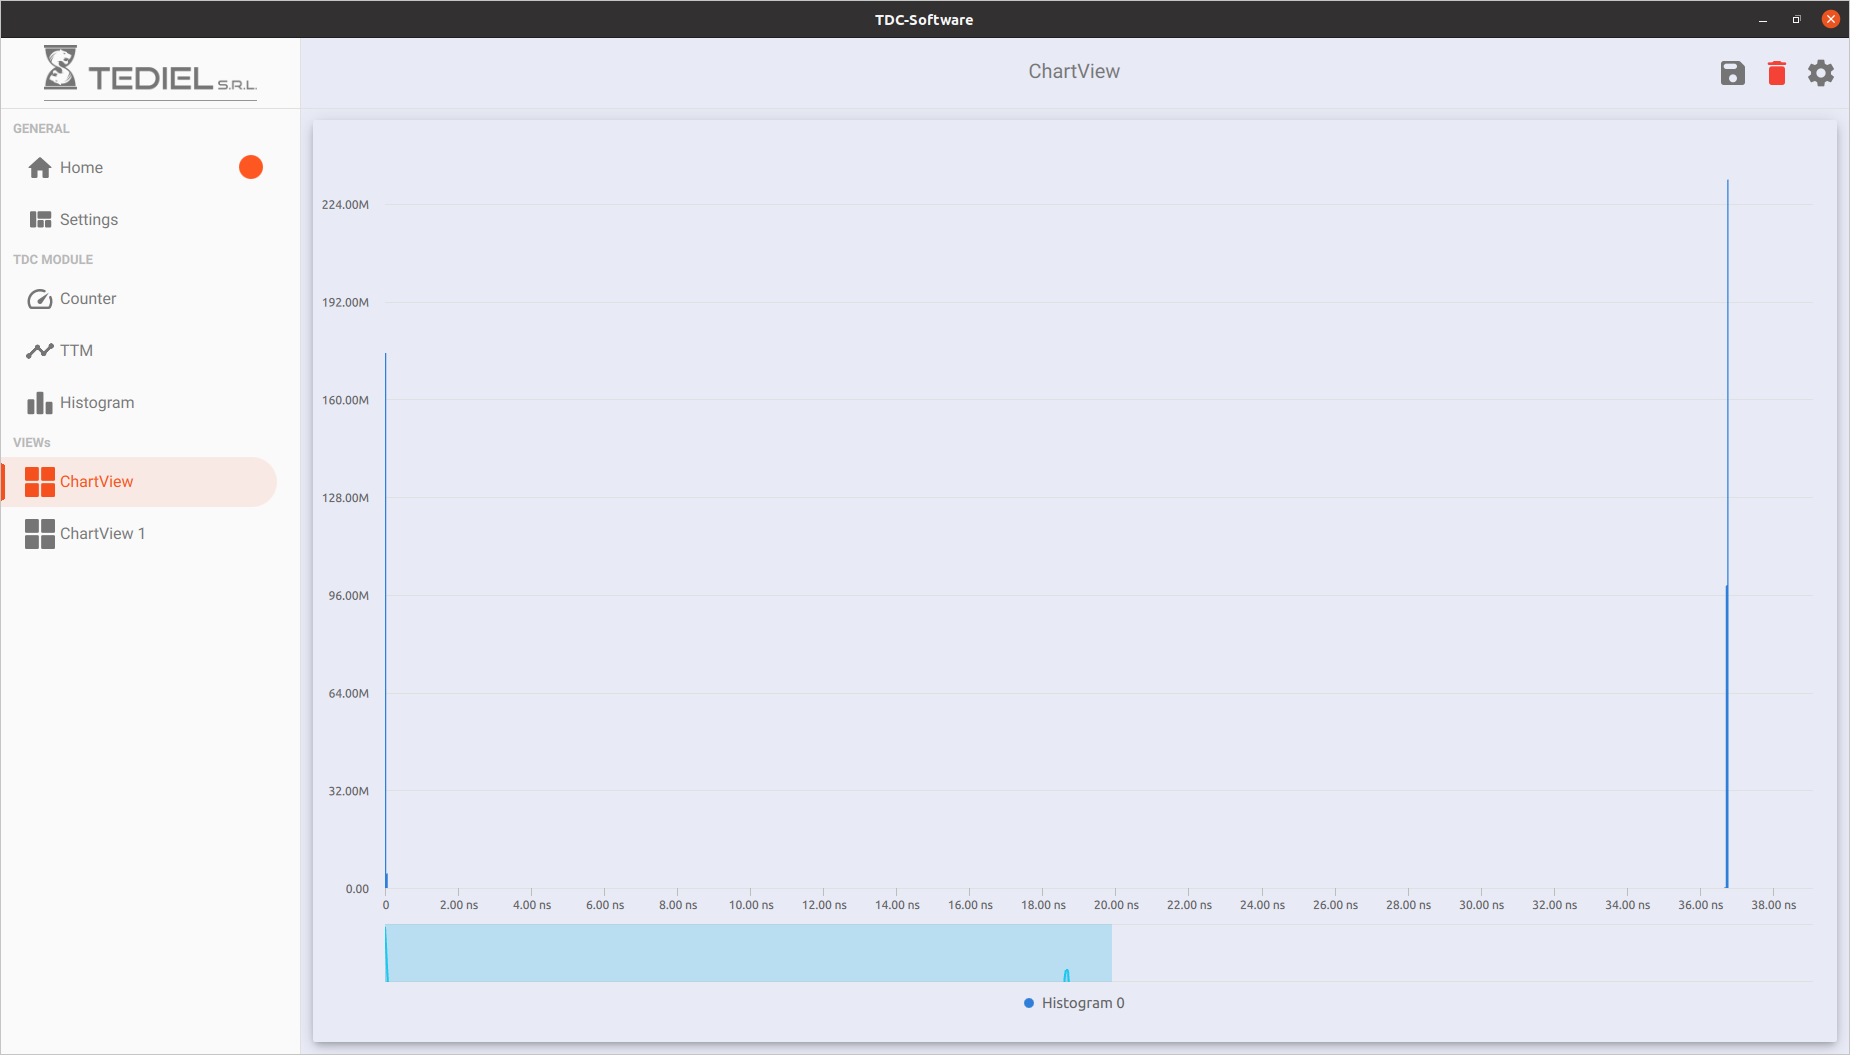 TDC-Software
TEDIEL S.R.L.
ChartView
GENERAL
Home
Settings
TDC MODULE
Counter
TTM
Histogram
VIEWs
ChartView
ChartView 1
224.00M
192.00M
160.00M
128.00M
96.00M
64.00M
32.00M
0.00
0 2.00 ns 4.00 ns 6.00 ns 8.00 ns 10.00 ns 12.00 ns 14.00 ns 16.00 ns 18.00 ns 20.00 ns 22.00 ns 24.00 ns 26.00 ns 28.00 ns 30.00 ns 32.00 ns 34.00 ns 36.00 ns 38.00 ns
Histogram 0